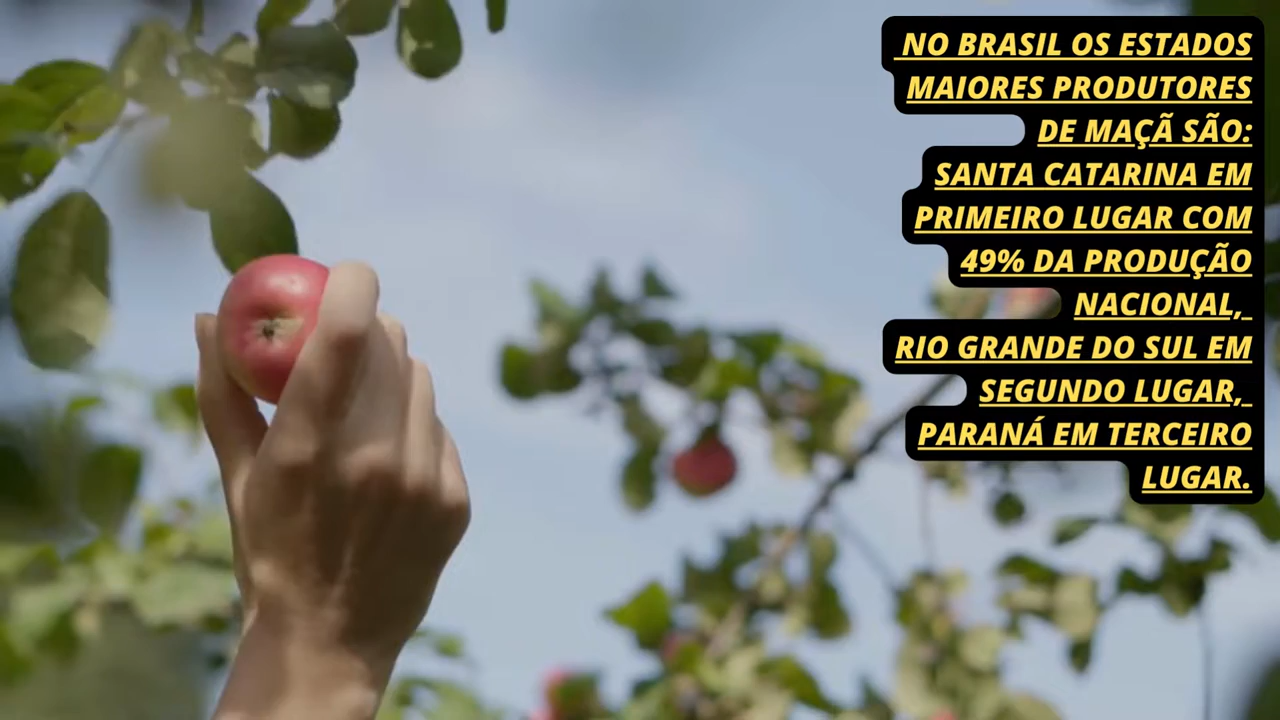 NO BRASIL OS ESTADOS
MAIORES PRODUTORES
DE MAÇÃ SÃO:
SANTA CATARINA EM
PRIMEIRO LUGAR COM
49% DA PRODUÇÃO
NACIONAL,
RIO GRANDE DO SUL EM
SEGUNDO LUGAR,
PARANÁ EM TERCEIRO
LUGAR.